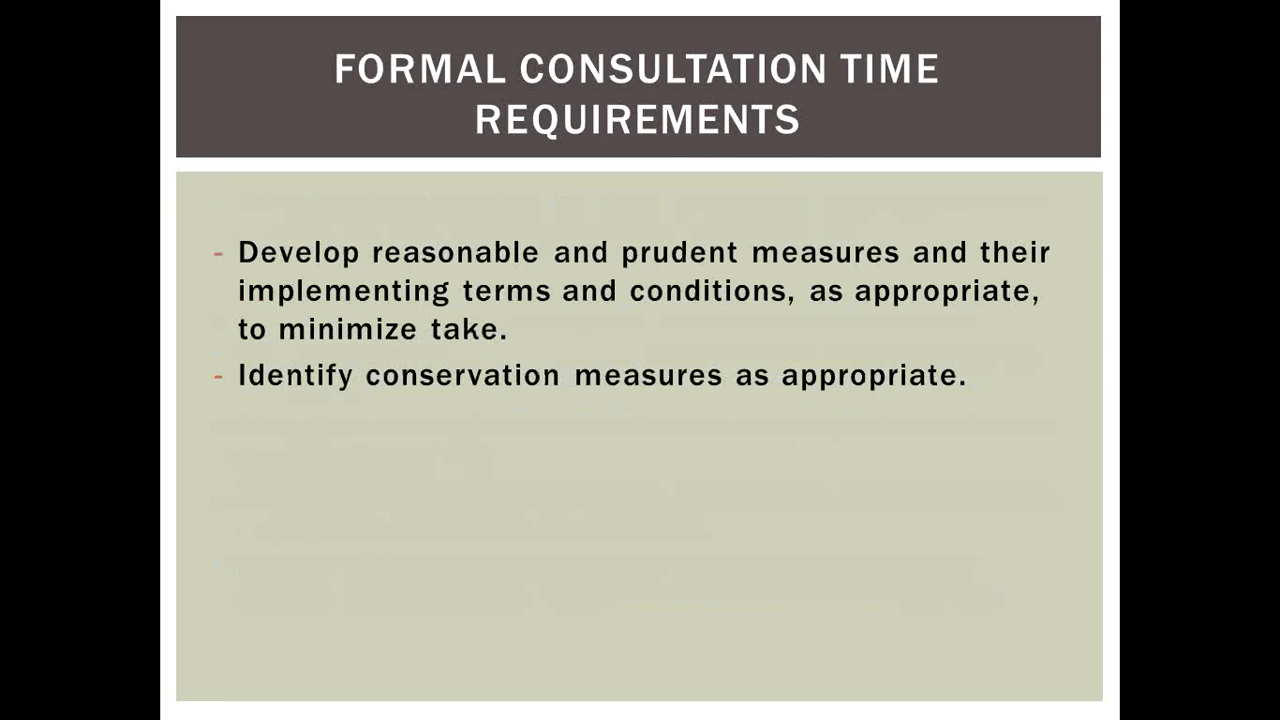 FORMAL CONSULTATION TIME
REQUIREMENTS
- Develop reasonable and prudent measures and their
implementing terms and conditions, as appropriate,
to minimize take.
- Identify conservation measures as appropriate.